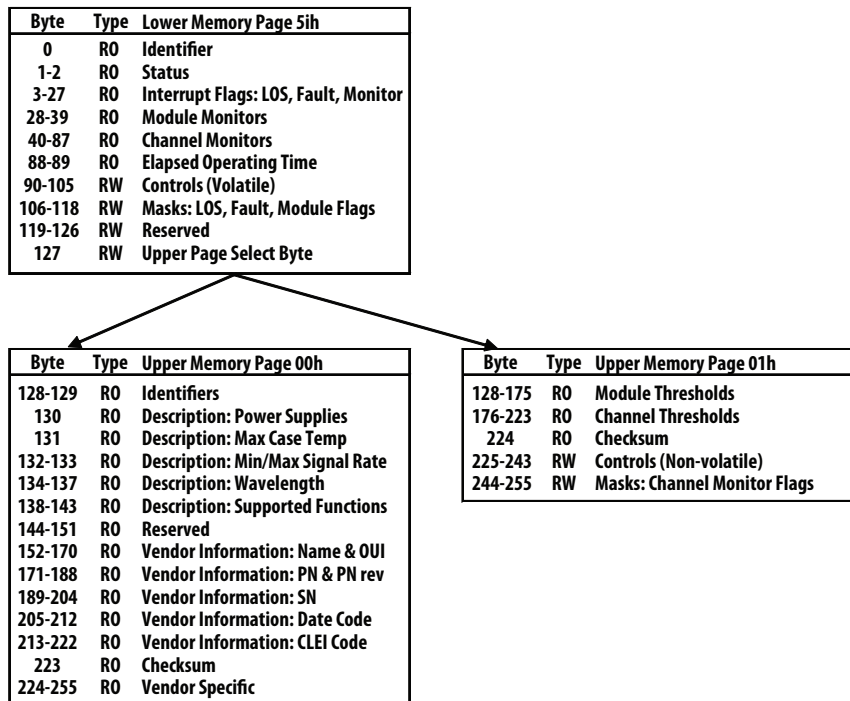 Byte Type Lower Memory Page 5ih
0 RO Identifier
1-2 RO Status
3-27 RO Interrupt Flags: LOS, Fault, Monitor
28-39 RO Module Monitors
40-87 RO Channel Monitors
88-89 RO Elapsed Operating Time
90-105 RW Controls (Volatile)
106-118 RW Masks: LOS, Fault, Module Flags
119-126 RW Reserved
127 RW Upper Page Select Byte
Byte Type Upper Memory Page 00h
128-129 RO Identifiers
130 RO Description: Power Supplies
131 RO Description: Max Case Temp
132-133 RO Description: Min/Max Signal Rate
134-137 RO Description: Wavelength
138-143 RO Description: Supported Functions
144-151 RO Reserved
152-170 RO Vendor Information: Name & OUI
171-188 RO Vendor Information: PN & PN rev
189-204 RO Vendor Information: SN
205-212 RO Vendor Information: Date Code
213-222 RO Vendor Information: CLEI Code
223 RO Checksum
224-255 RO Vendor Specific
Byte Type Upper Memory Page 01h
128-175 RO Module Thresholds
176-223 RO Channel Thresholds
224 RO Checksum
225-243 RW Controls (Non-volatile)
244-255 RW Masks: Channel Monitor Flags